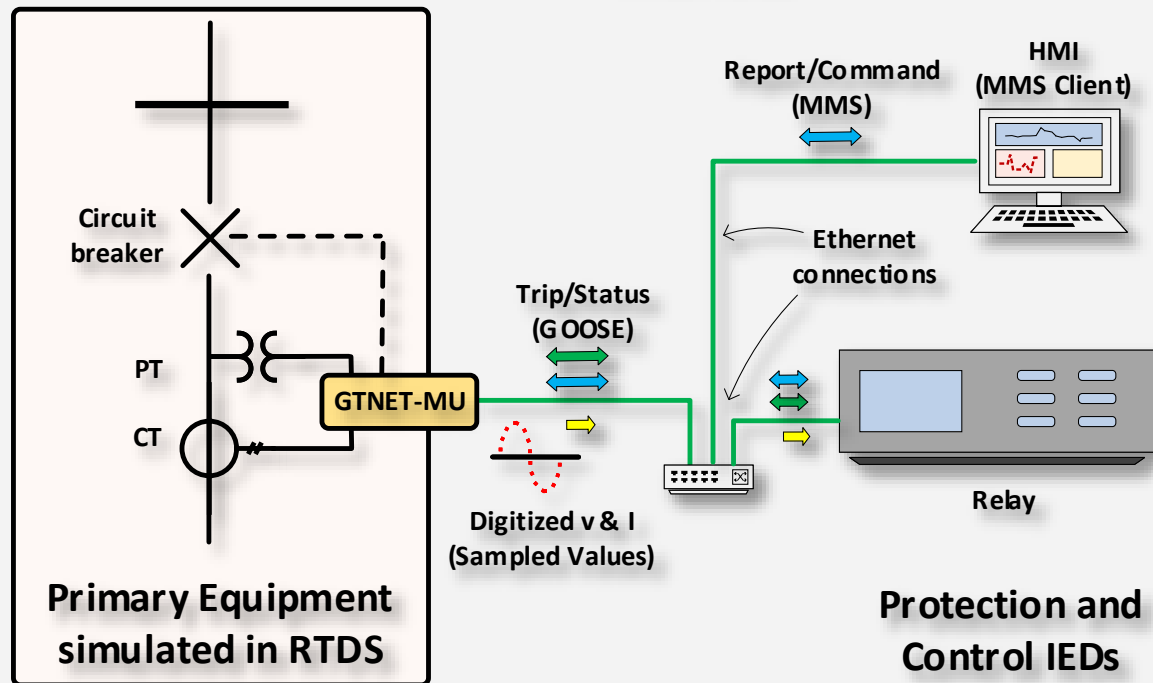 Circuit
breaker
PT
CT
GTNET-MU
Primary Equipment
simulated in RTDS
Trip/Status
(GOOSE)
Digitized v & I
(Sampled Values)
Report/Command
(MMS)
HMI
(MMS Client)
Ethernet
connections
Relay
Protection and
Control IEDs